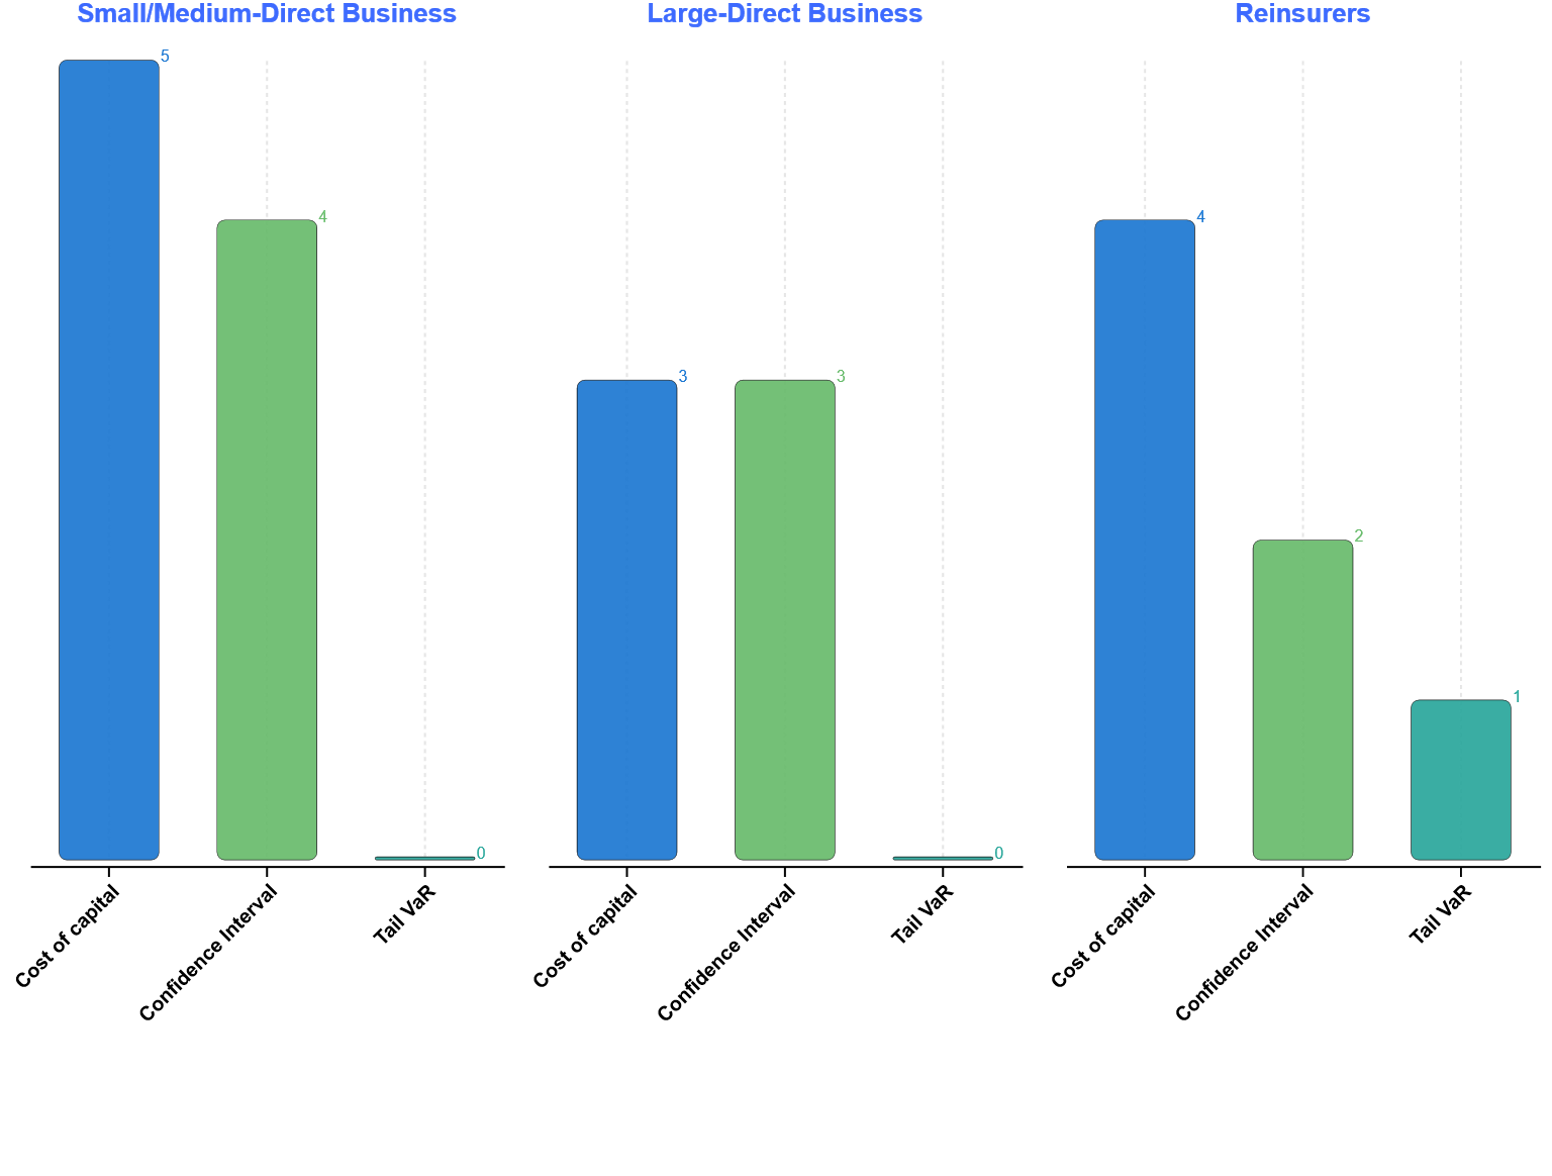 Small/Medium-Direct Business
5
4
0
Cost of capital
Confidence Interval
Tail VaR
Large-Direct Business
3
3
0
Cost of capital
Confidence Interval
Tail VaR
Reinsurers
4
2
1
Cost of capital
Confidence Interval
Tail VaR